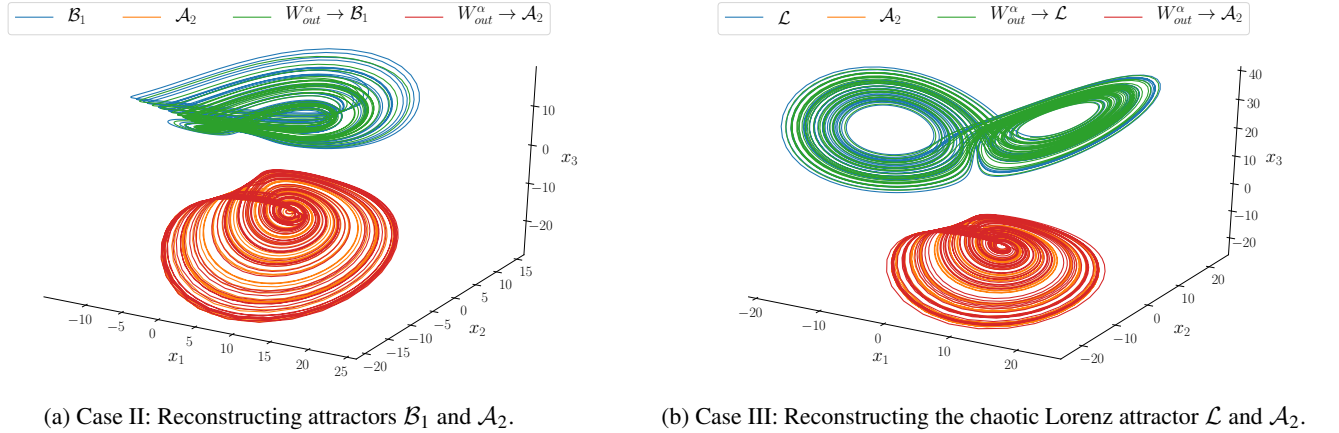 ℬ₁ 𝒜₂ W^α_out → ℬ₁ W^α_out → 𝒜₂
10
0
x₃
−10
−20
−10 −5 0 5 10 15 20 25
x₁
−20 −15 −10 −5 0 5 10 15
x₂
(a) Case II: Reconstructing attractors ℬ₁ and 𝒜₂.
ℒ 𝒜₂ W^α_out → ℒ W^α_out → 𝒜₂
40
30
20
x₃
10
0
−10
−20
−20 −10 0 10 20
x₁
−20 −10 0 10 20
x₂
(b) Case III: Reconstructing the chaotic Lorenz attractor ℒ and 𝒜₂.